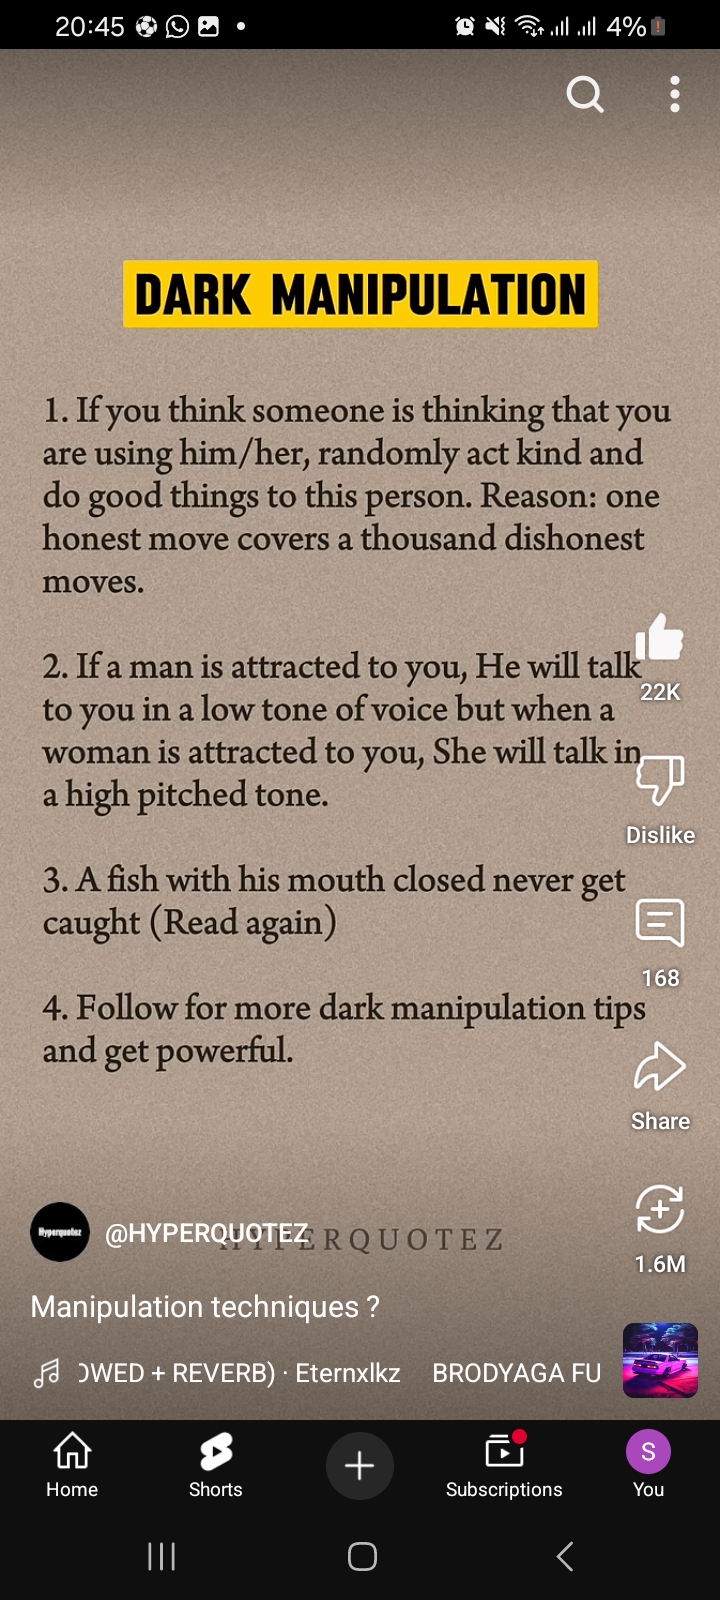 20:45
4%
DARK MANIPULATION
1. If you think someone is thinking that you
are using him/her, randomly act kind and
do good things to this person. Reason: one
honest move covers a thousand dishonest
moves.
2. If a man is attracted to you, He will talk
to you in a low tone of voice but when a
woman is attracted to you, She will talk in
a high pitched tone.
3. A fish with his mouth closed never get
caught (Read again)
4. Follow for more dark manipulation tips
and get powerful.
22K
Dislike
168
Share
1.6M
Hyperquotez
@HYPERQUOTEZ
HYPERQUOTEZ
Manipulation techniques ?
OWED + REVERB) · Eternxlkz BRODYAGA FU
Home
Shorts
Subscriptions
S
You